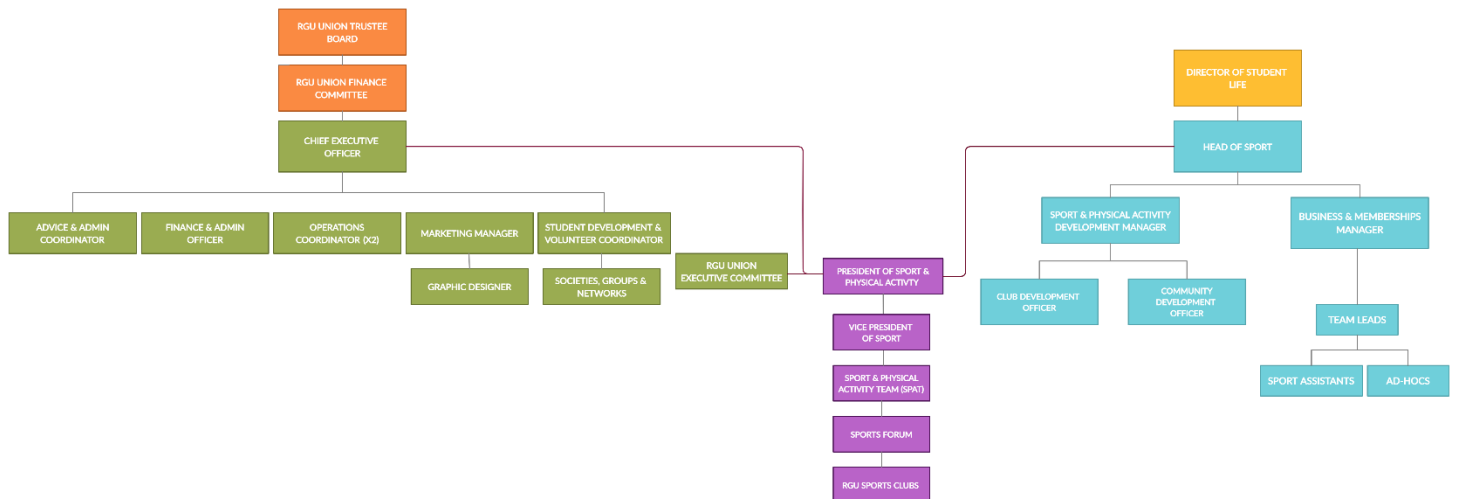 RGU UNION TRUSTEE
BOARD
RGU UNION FINANCE
COMMITTEE
CHIEF EXECUTIVE
OFFICER
ADVICE & ADMIN
COORDINATOR
FINANCE & ADMIN
OFFICER
OPERATIONS
COORDINATOR (X2)
MARKETING MANAGER
STUDENT DEVELOPMENT &
VOLUNTEER COORDINATOR
GRAPHIC DESIGNER
SOCIETIES, GROUPS &
NETWORKS
RGU UNION
EXECUTIVE COMMITTEE
PRESIDENT OF SPORT &
PHYSICAL ACTIVTY
VICE PRESIDENT
OF SPORT
SPORT & PHYSICAL
ACTIVITY TEAM (SPAT)
SPORTS FORUM
RGU SPORTS CLUBS
DIRECTOR OF STUDENT
LIFE
HEAD OF SPORT
SPORT & PHYSICAL ACTIVITY
DEVELOPMENT MANAGER
BUSINESS & MEMBERSHIPS
MANAGER
CLUB DEVELOPMENT
OFFICER
COMMUNITY
DEVELOPMENT
OFFICER
TEAM LEADS
SPORT ASSISTANTS
AD-HOCS